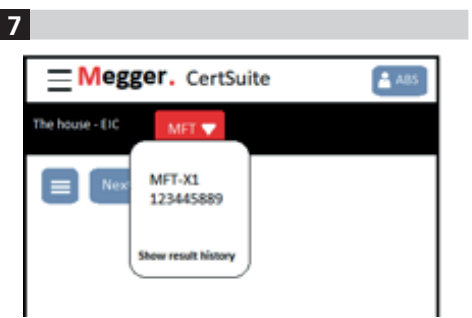 7
Megger. CertSuite
ABS
The house - EIC
MFT
Nex
MFT-X1
123445889
Show result history